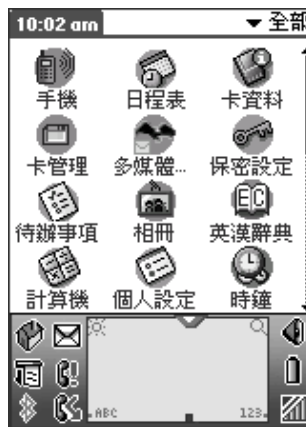 10:02 am
全部
手機 日程表 卡資料
卡管理 多媒體... 保密設定
待辦事項 相冊 英漢辭典
EC
計算機 個人設定 時鐘
ABC 123